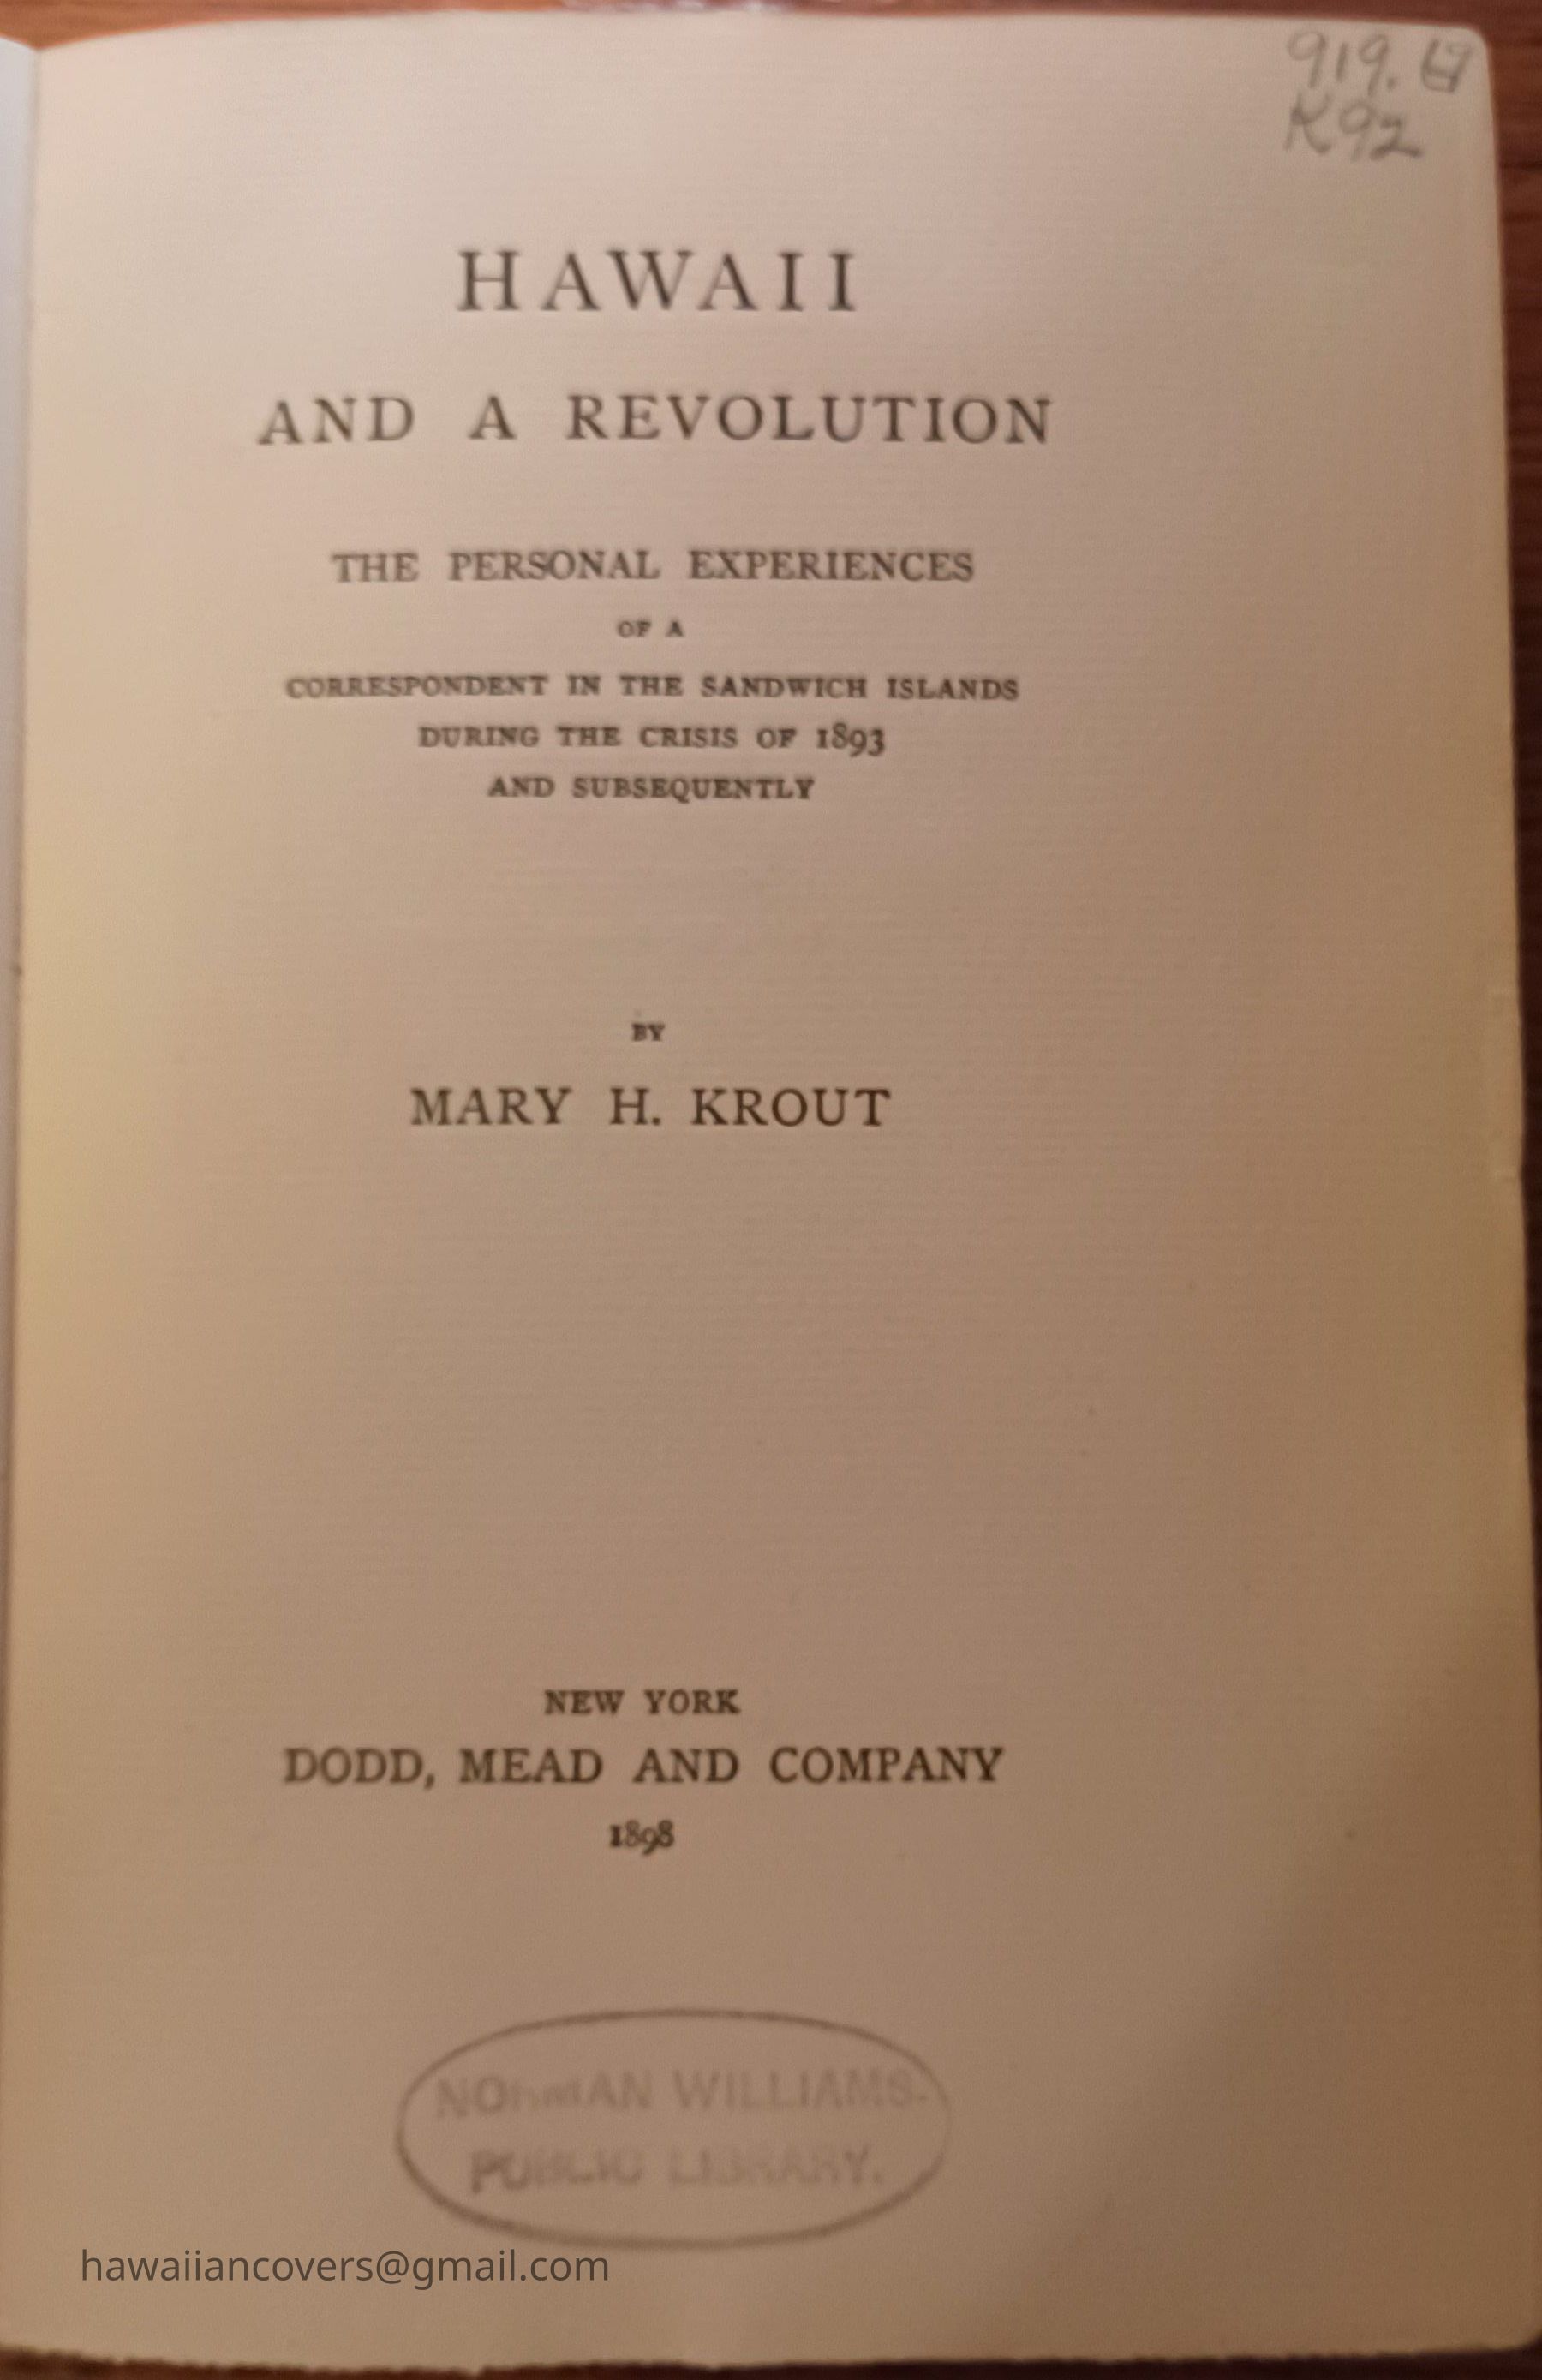 919.
K92
HAWAII
AND A REVOLUTION
THE PERSONAL EXPERIENCES
OF A
CORRESPONDENT IN THE SANDWICH ISLANDS
DURING THE CRISIS OF 1893
AND SUBSEQUENTLY
BY
MARY H. KROUT
NEW YORK
DODD, MEAD AND COMPANY
1898
NORMAN WILLIAMS
PUBLIC LIBRARY.
hawaiiancovers@gmail.com